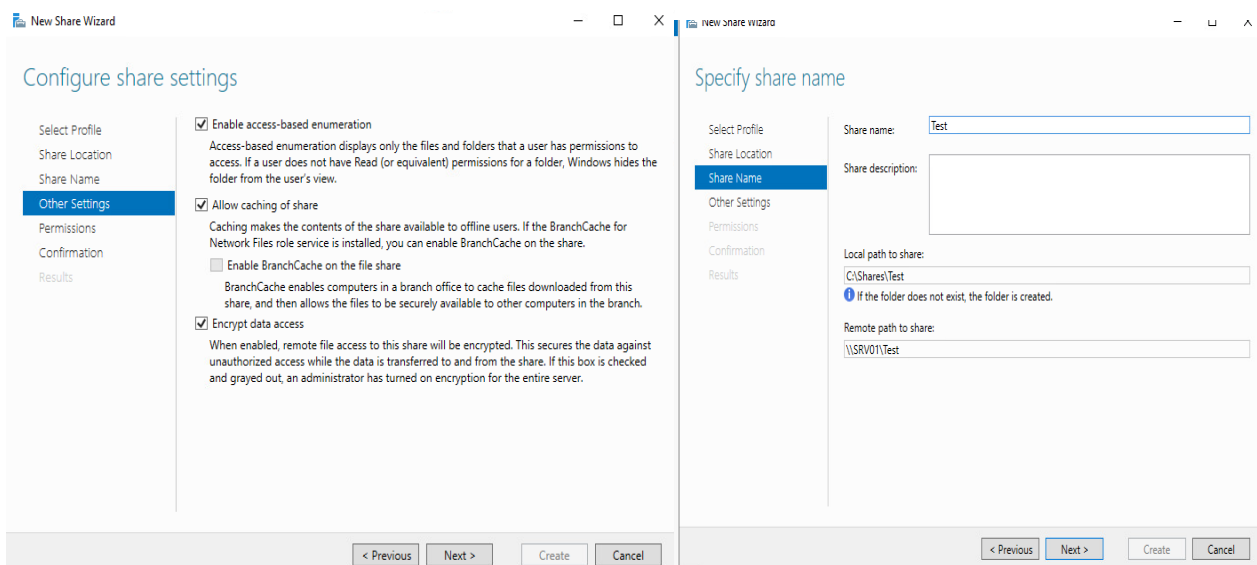 New Share Wizard
Configure share settings
Select Profile
Share Location
Share Name
Other Settings
Permissions
Confirmation
Results
Enable access-based enumeration
Access-based enumeration displays only the files and folders that a user has permissions to
access. If a user does not have Read (or equivalent) permissions for a folder, Windows hides the
folder from the user's view.
Allow caching of share
Caching makes the contents of the share available to offline users. If the BranchCache for
Network Files role service is installed, you can enable BranchCache on the share.
Enable BranchCache on the file share
BranchCache enables computers in a branch office to cache files downloaded from this
share, and then allows the files to be securely available to other computers in the branch.
Encrypt data access
When enabled, remote file access to this share will be encrypted. This secures the data against
unauthorized access while the data is transferred to and from the share. If this box is checked
and grayed out, an administrator has turned on encryption for the entire server.
< Previous
Next >
Create
Cancel
New Share Wizard
Specify share name
Select Profile
Share Location
Share Name
Other Settings
Permissions
Confirmation
Results
Share name:
Test
Share description:
Local path to share:
C:\Shares\Test
If the folder does not exist, the folder is created.
Remote path to share:
\\SRV01\Test
< Previous
Next >
Create
Cancel